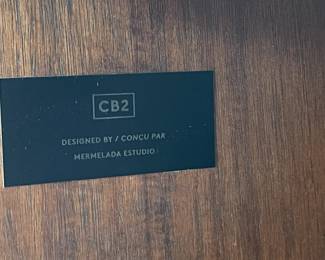 CB2
DESIGNED BY / CONÇU PAR
MERMELADA ESTUDIO